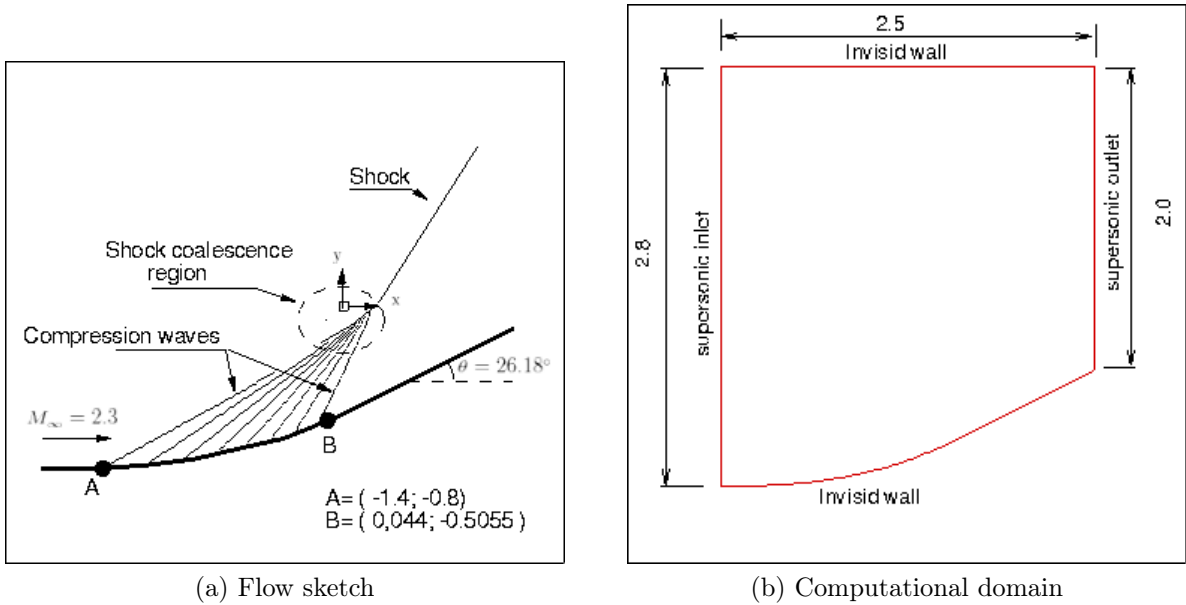 Shock
Shock coalescence
region
y
x
Compression waves
θ = 26.18°
M∞ = 2.3
A
B
A= ( -1.4; -0.8)
B= ( 0,044; -0.5055 )
(a) Flow sketch
2.5
Invisid wall
2.8
supersonic inlet
supersonic outlet
2.0
Invisid wall
(b) Computational domain